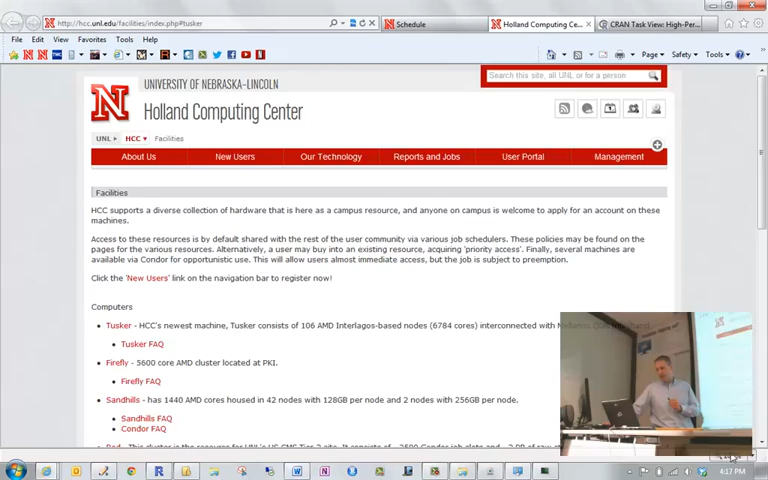 http://hcc.unl.edu/facilities/index.php#tusker
Schedule
Holland Computing Ce...
CRAN Task View: High-Per...
File Edit View Favorites Tools Help
Page Safety Tools
UNIVERSITY OF NEBRASKA-LINCOLN
Search this site, all UNL or for a person
Holland Computing Center
UNL HCC Facilities
About Us New Users Our Technology Reports and Jobs User Portal Management
Facilities
HCC supports a diverse collection of hardware that is here as a campus resource, and anyone on campus is welcome to apply for an account on these
machines.
Access to these resources is by default shared with the rest of the user community via various job schedulers. These policies may be found on the
pages for the various resources. Alternatively, a user may buy into an existing resource, acquiring 'priority access'. Finally, several machines are
available via Condor for opportunistic use. This will allow users almost immediate access, but the job is subject to preemption.
Click the 'New Users' link on the navigation bar to register now!
Computers
Tusker - HCC's newest machine, Tusker consists of 106 AMD Interlagos-based nodes (6784 cores) interconnected with
Tusker FAQ
Firefly - 5600 core AMD cluster located at PKI.
Firefly FAQ
Sandhills - has 1440 AMD cores housed in 42 nodes with 128GB per node and 2 nodes with 256GB per node.
Sandhills FAQ
Condor FAQ
4:17 PM